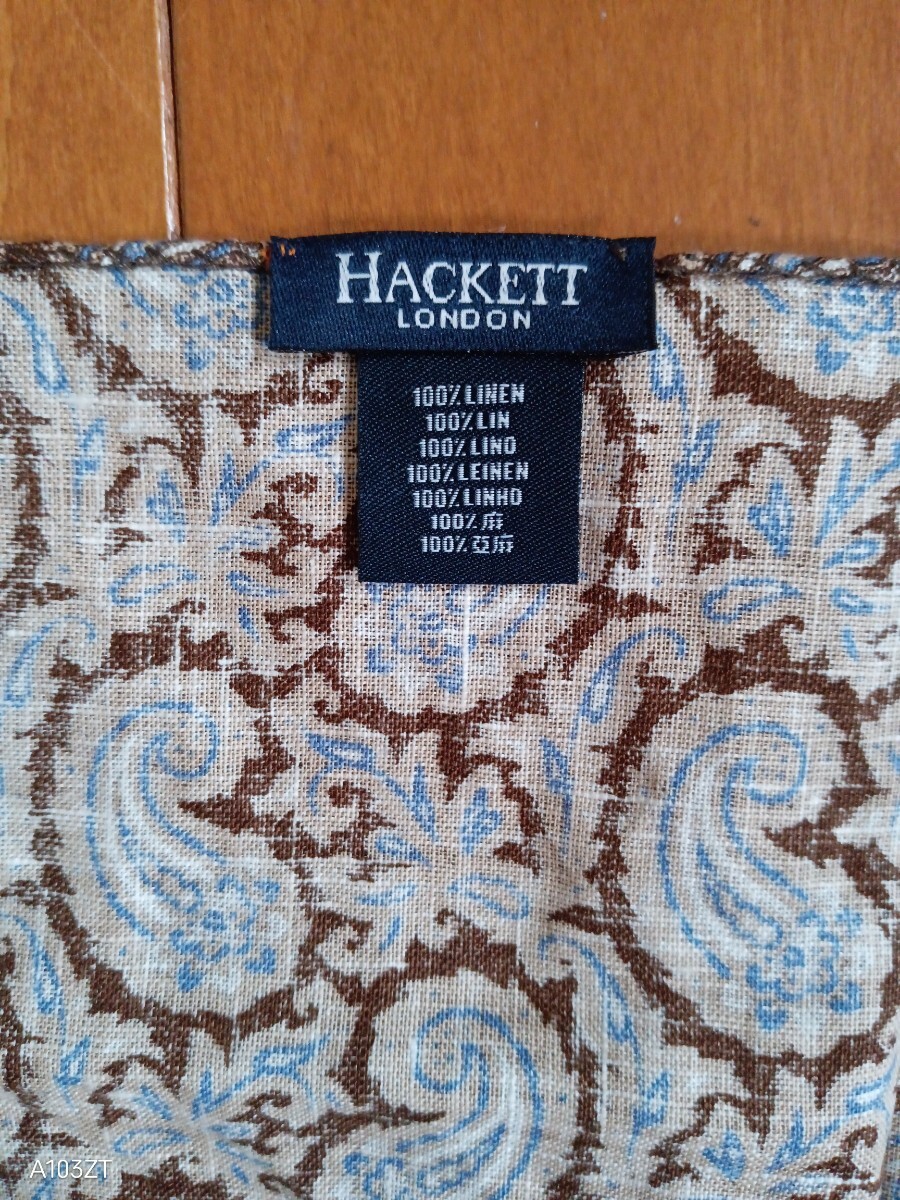 HACKETT
LONDON
100% LINEN
100% LIN
100% LINO
100% LEINEN
100% LINHO
100% 麻
100% 亞麻
A103ZT